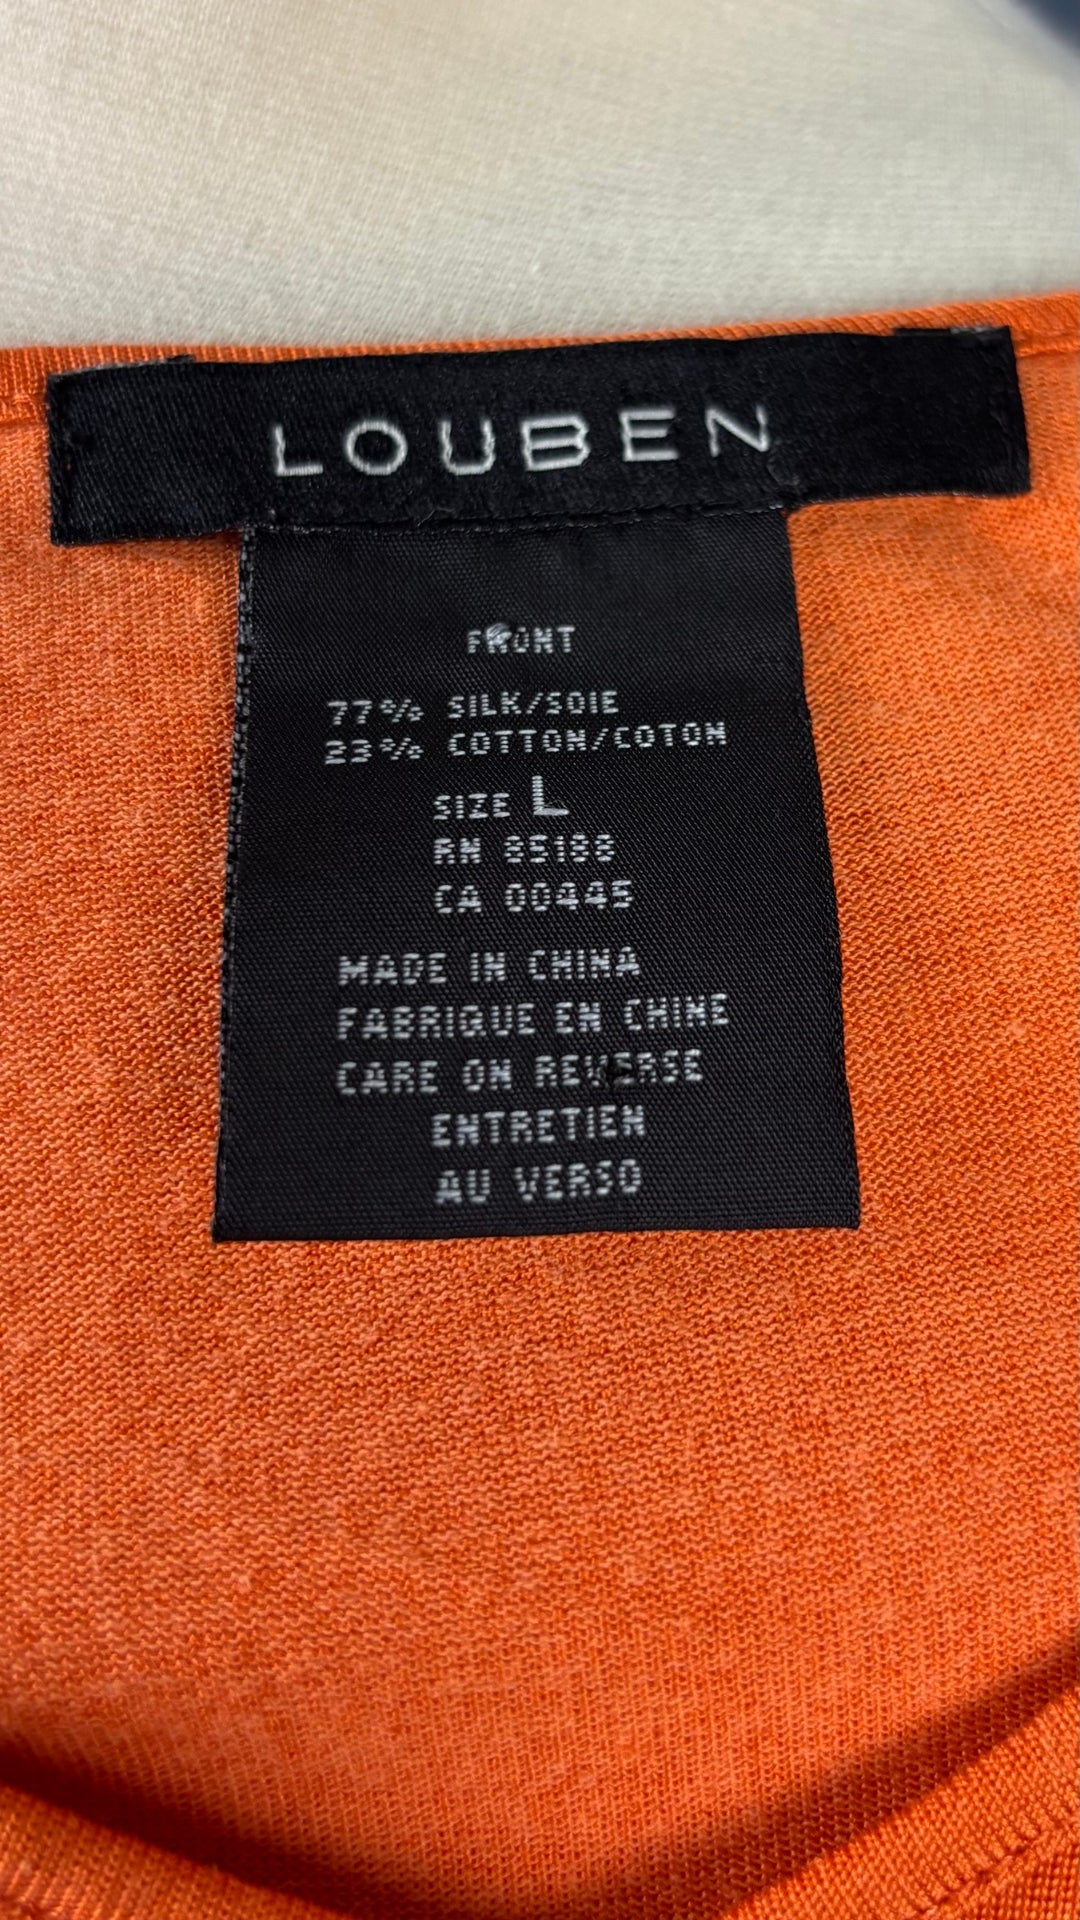 LOUBEN
FRONT
77% SILK/SOIE
23% COTTON/COTON
SIZE L
RN 85188
CA 00445
MADE IN CHINA
FABRIQUE EN CHINE
CARE ON REVERSE
ENTRETIEN
AU VERSO